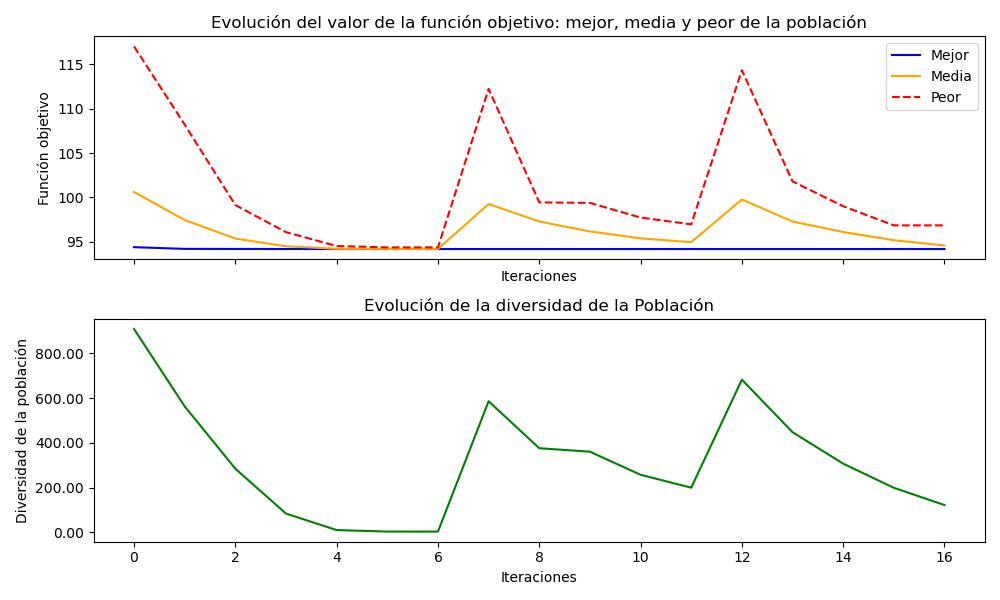 Evolución del valor de la función objetivo: mejor, media y peor de la población
Función objetivo
115
110
105
100
95
Mejor
Media
Peor
Iteraciones
Evolución de la diversidad de la Población
Diversidad de la población
800.00
600.00
400.00
200.00
0.00
0 2 4 6 8 10 12 14 16
Iteraciones